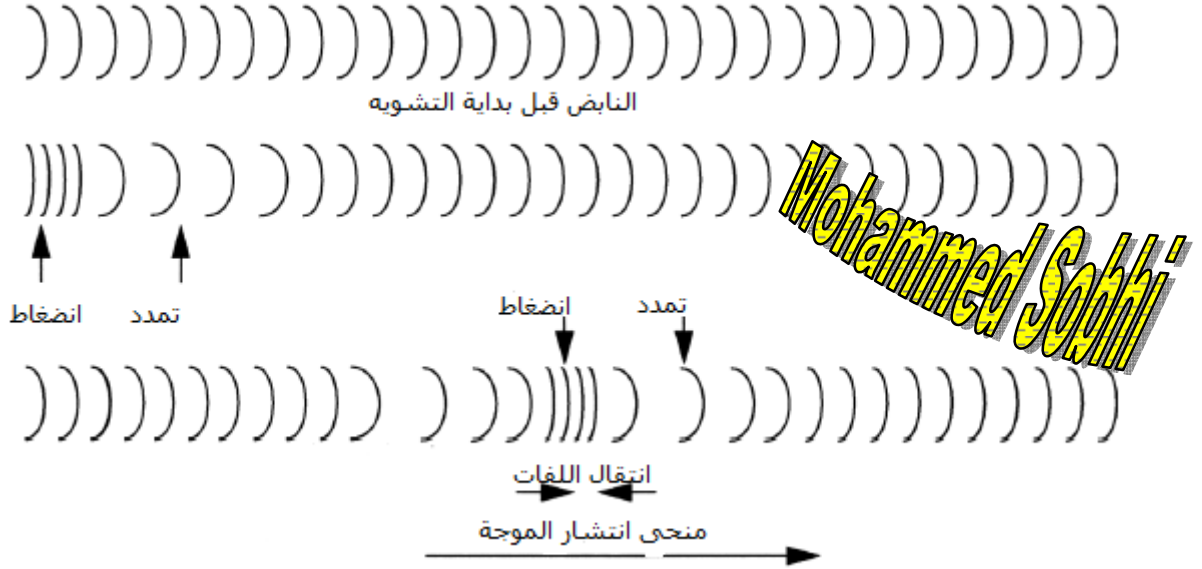 النابض قبل بداية التشويه
Mohammed Sobhi
انضغاط
تمدد
انضغاط
تمدد
انتقال اللفات
منحى انتشار الموجة